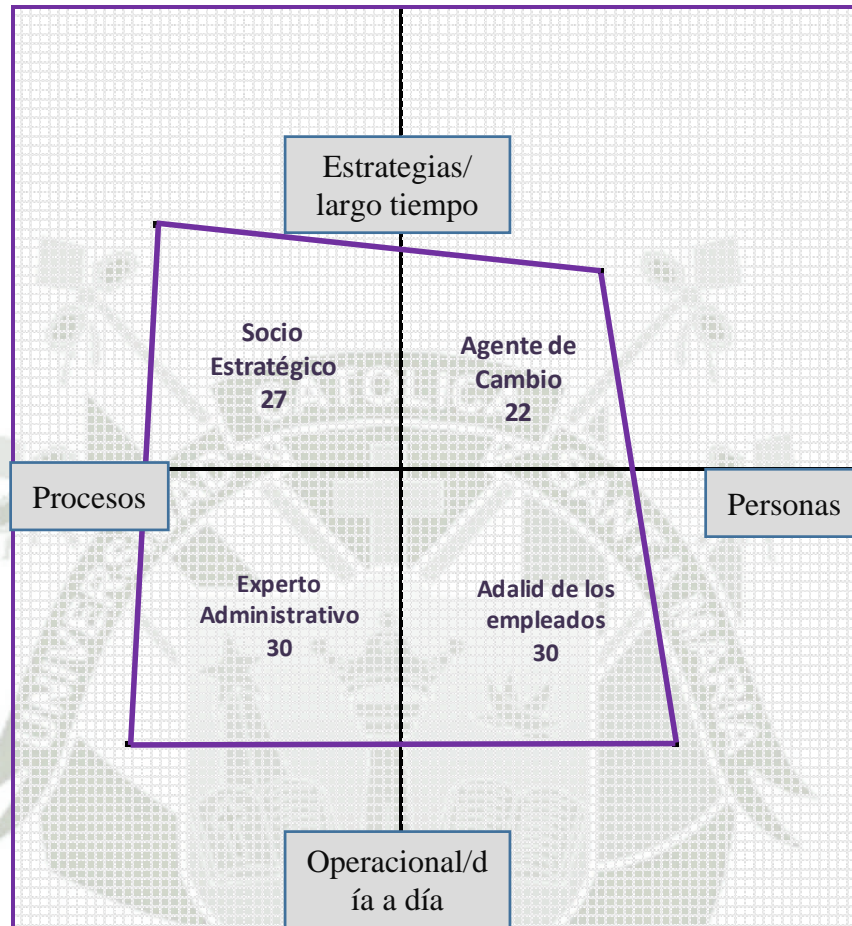 Estrategias/
largo tiempo
Socio
Estratégico
27
Agente de
Cambio
22
Procesos
Personas
Experto
Administrativo
30
Adalid de los
empleados
30
Operacional/d
ía a día